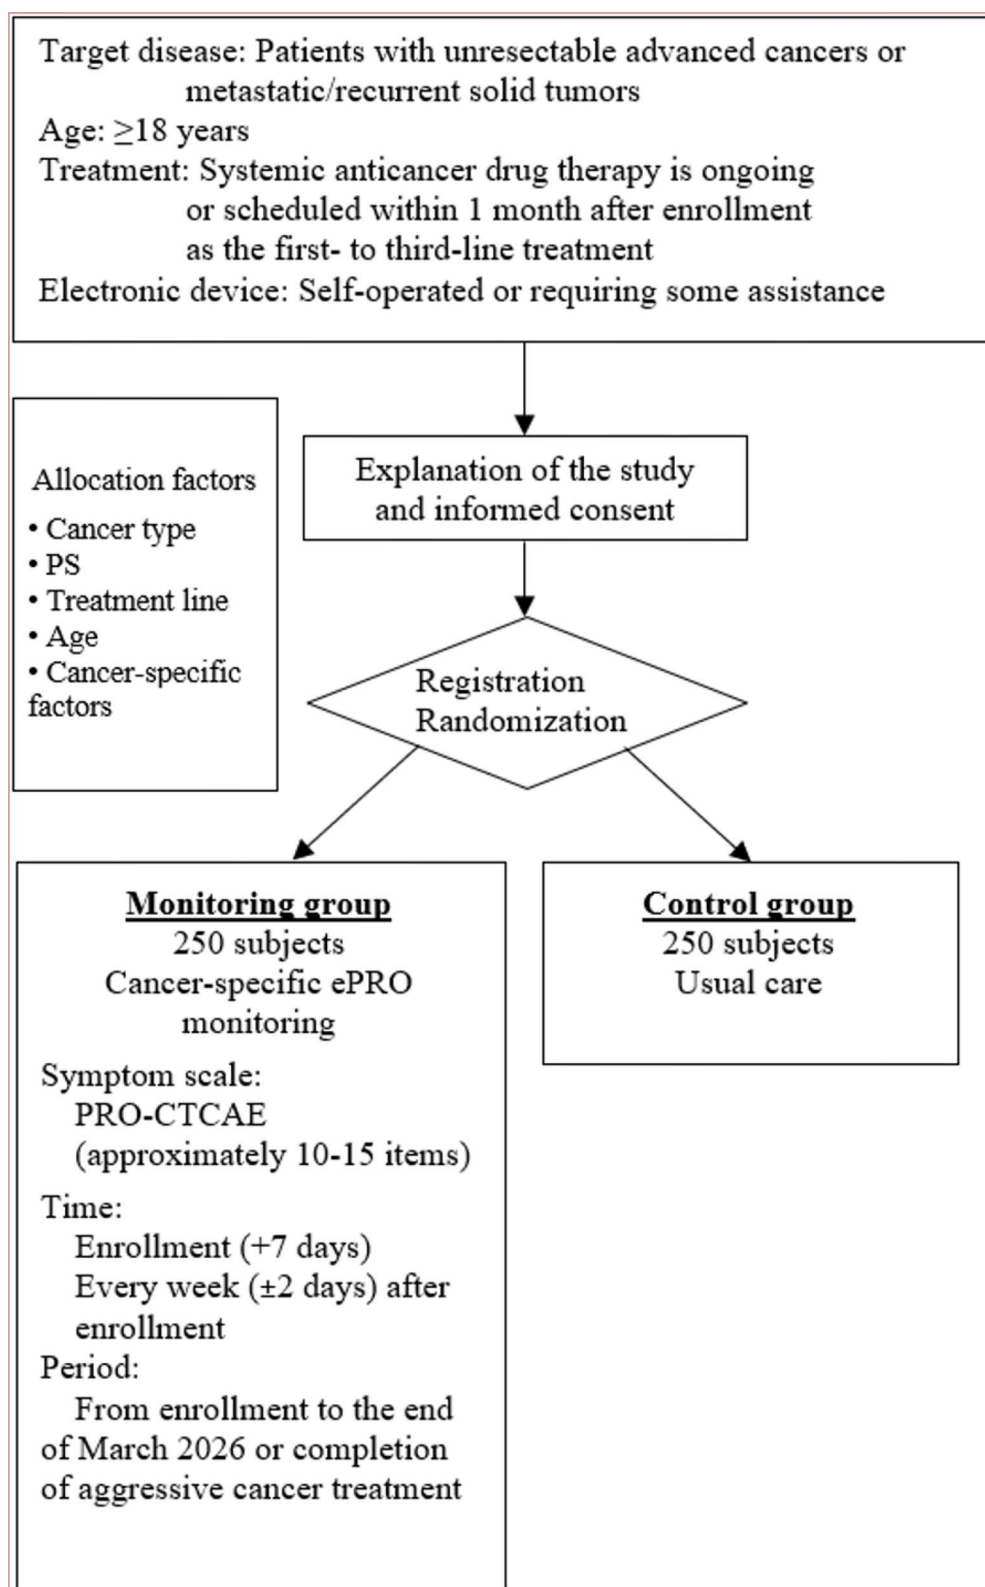 Target disease: Patients with unresectable advanced cancers or
metastatic/recurrent solid tumors
Age: ≥18 years
Treatment: Systemic anticancer drug therapy is ongoing
or scheduled within 1 month after enrollment
as the first- to third-line treatment
Electronic device: Self-operated or requiring some assistance
Explanation of the study
and informed consent
Allocation factors
• Cancer type
• PS
• Treatment line
• Age
• Cancer-specific
factors
Registration
Randomization
Monitoring group
250 subjects
Cancer-specific ePRO
monitoring
Symptom scale:
PRO-CTCAE
(approximately 10-15 items)
Time:
Enrollment (+7 days)
Every week (±2 days) after
enrollment
Period:
From enrollment to the end
of March 2026 or completion
of aggressive cancer treatment
Control group
250 subjects
Usual care